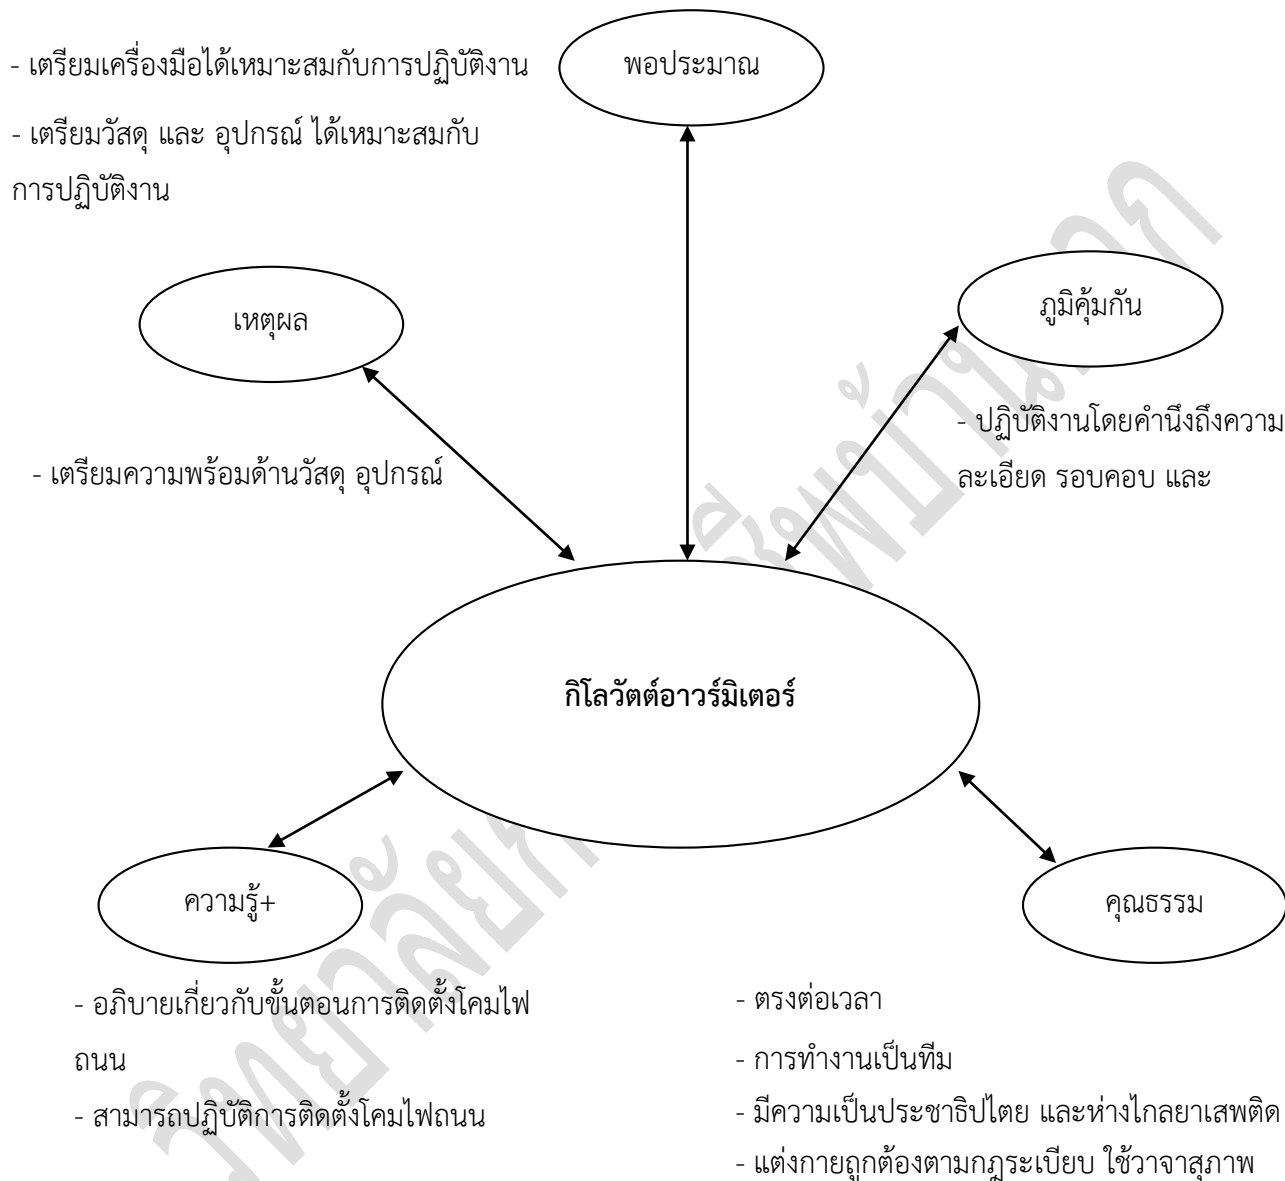 - เตรียมเครื่องมือได้เหมาะสมกับการปฏิบัติงาน
พอประมาณ
- เตรียมวัสดุ และ อุปกรณ์ ได้เหมาะสมกับ
การปฏิบัติงาน
เหตุผล
ภูมิคุ้มกัน
- เตรียมความพร้อมด้านวัสดุ อุปกรณ์
- ปฏิบัติงานโดยคำนึงถึงความ
ละเอียด รอบคอบ และ
กิโลวัตต์อาวร์มิเตอร์
ความรู้+
คุณธรรม
- อภิบายเกี่ยวกับขั้นตอนการติดตั้งโคมไฟ
ถนน
- สามารถปฏิบัติการติดตั้งโคมไฟถนน
- ตรงต่อเวลา
- การทำงานเป็นทีม
- มีความเป็นประชาธิปไตย และห่างไกลยาเสพติด
- แต่งกายถูกต้องตามกฎระเบียบ ใช้วาจาสุภาพ